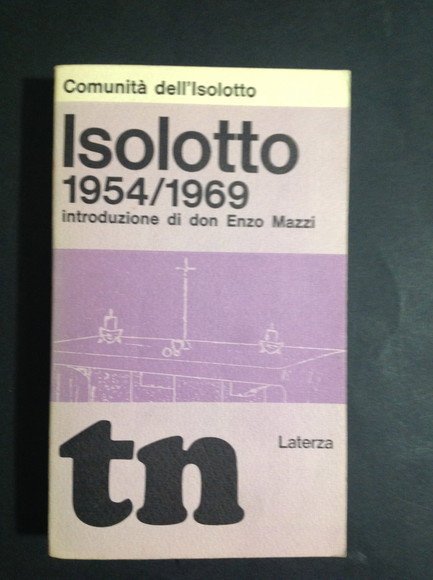 Comunità dell'Isolotto
Isolotto
1954/1969
introduzione di don Enzo Mazzi
Laterza
tn